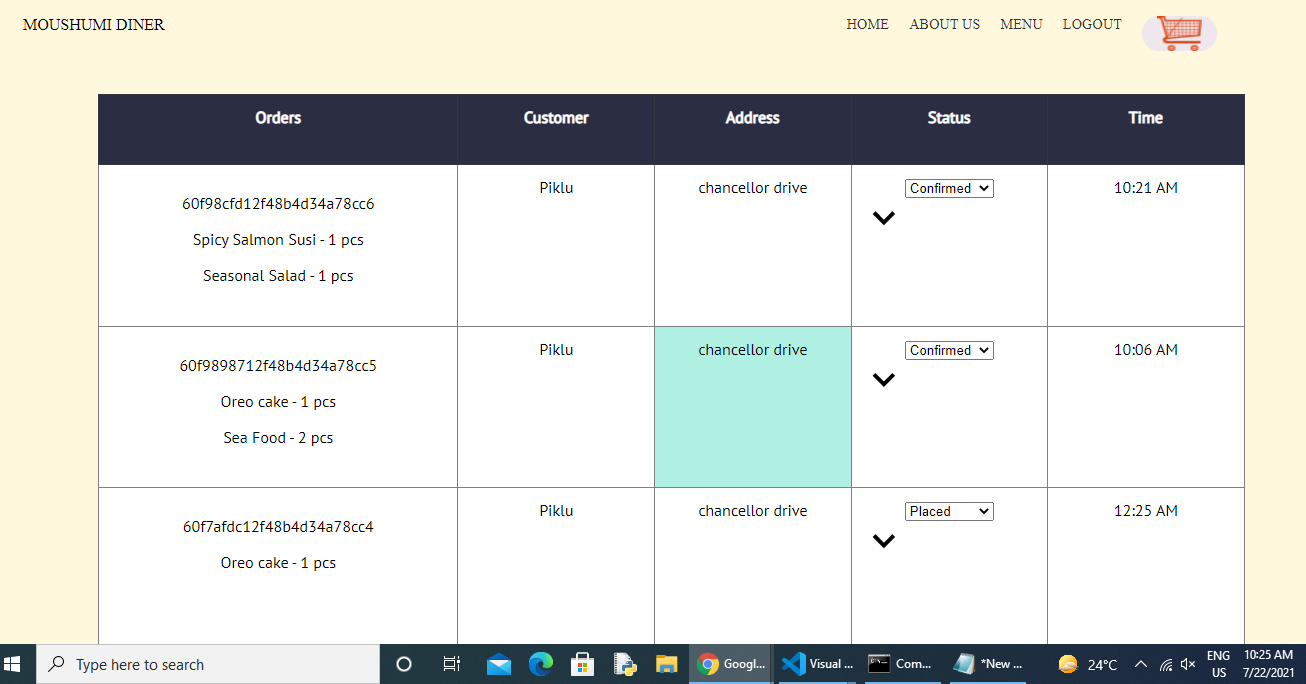 MOUSHUMI DINER
HOME ABOUT US MENU LOGOUT
Orders Customer Address Status Time
60f98cfd12f48b4d34a78cc6
Spicy Salmon Susi - 1 pcs
Seasonal Salad - 1 pcs
Piklu
chancellor drive
Confirmed
10:21 AM
60f9898712f48b4d34a78cc5
Oreo cake - 1 pcs
Sea Food - 2 pcs
Piklu
chancellor drive
Confirmed
10:06 AM
60f7afdc12f48b4d34a78cc4
Oreo cake - 1 pcs
Piklu
chancellor drive
Placed
12:25 AM
Type here to search
Googl...
Visual ...
Com...
*New ...
24°C
ENG
US
10:25 AM
7/22/2021